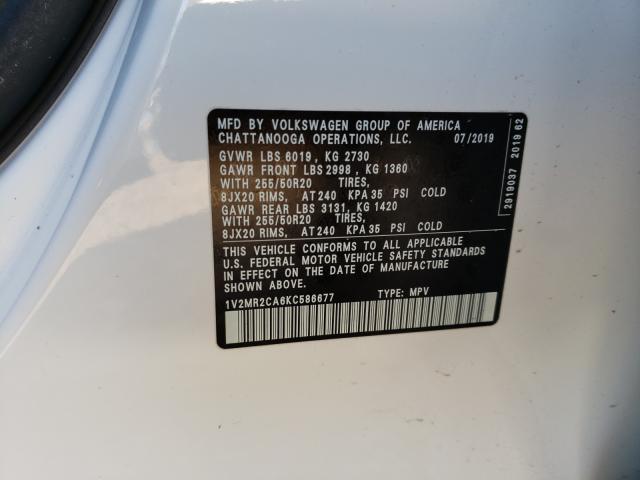 MFD BY VOLKSWAGEN GROUP OF AMERICA
CHATTANOOGA OPERATIONS, LLC. 07/2019
GVWR LBS 6019, KG 2730
GAWR FRONT LBS 2998, KG 1360
WITH 255/50R20 TIRES,
8JX20 RIMS, AT 240 KPA 35 PSI COLD
GAWR REAR LBS 3131, KG 1420
WITH 255/50R20 TIRES,
8JX20 RIMS, AT 240 KPA 35 PSI COLD
THIS VEHICLE CONFORMS TO ALL APPLICABLE
U.S. FEDERAL MOTOR VEHICLE SAFETY STANDARDS
IN EFFECT ON THE DATE OF MANUFACTURE
SHOWN ABOVE.
1V2MR2CA6KC586677 TYPE: MPV
2919037 2019 62